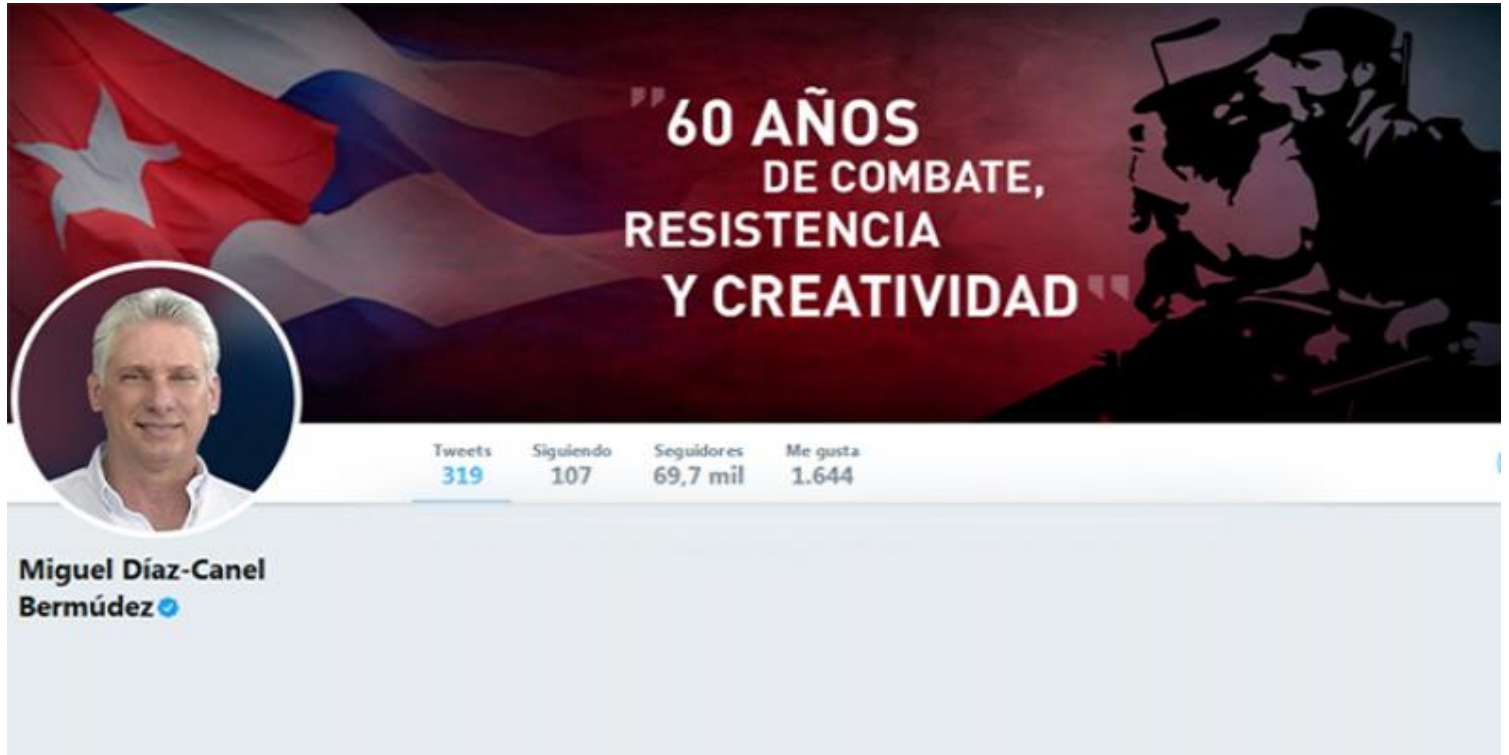 "60 AÑOS
DE COMBATE,
RESISTENCIA
Y CREATIVIDAD"
Tweets Siguiendo Seguidores Me gusta
319 107 69,7 mil 1.644
Miguel Díaz-Canel
Bermúdez